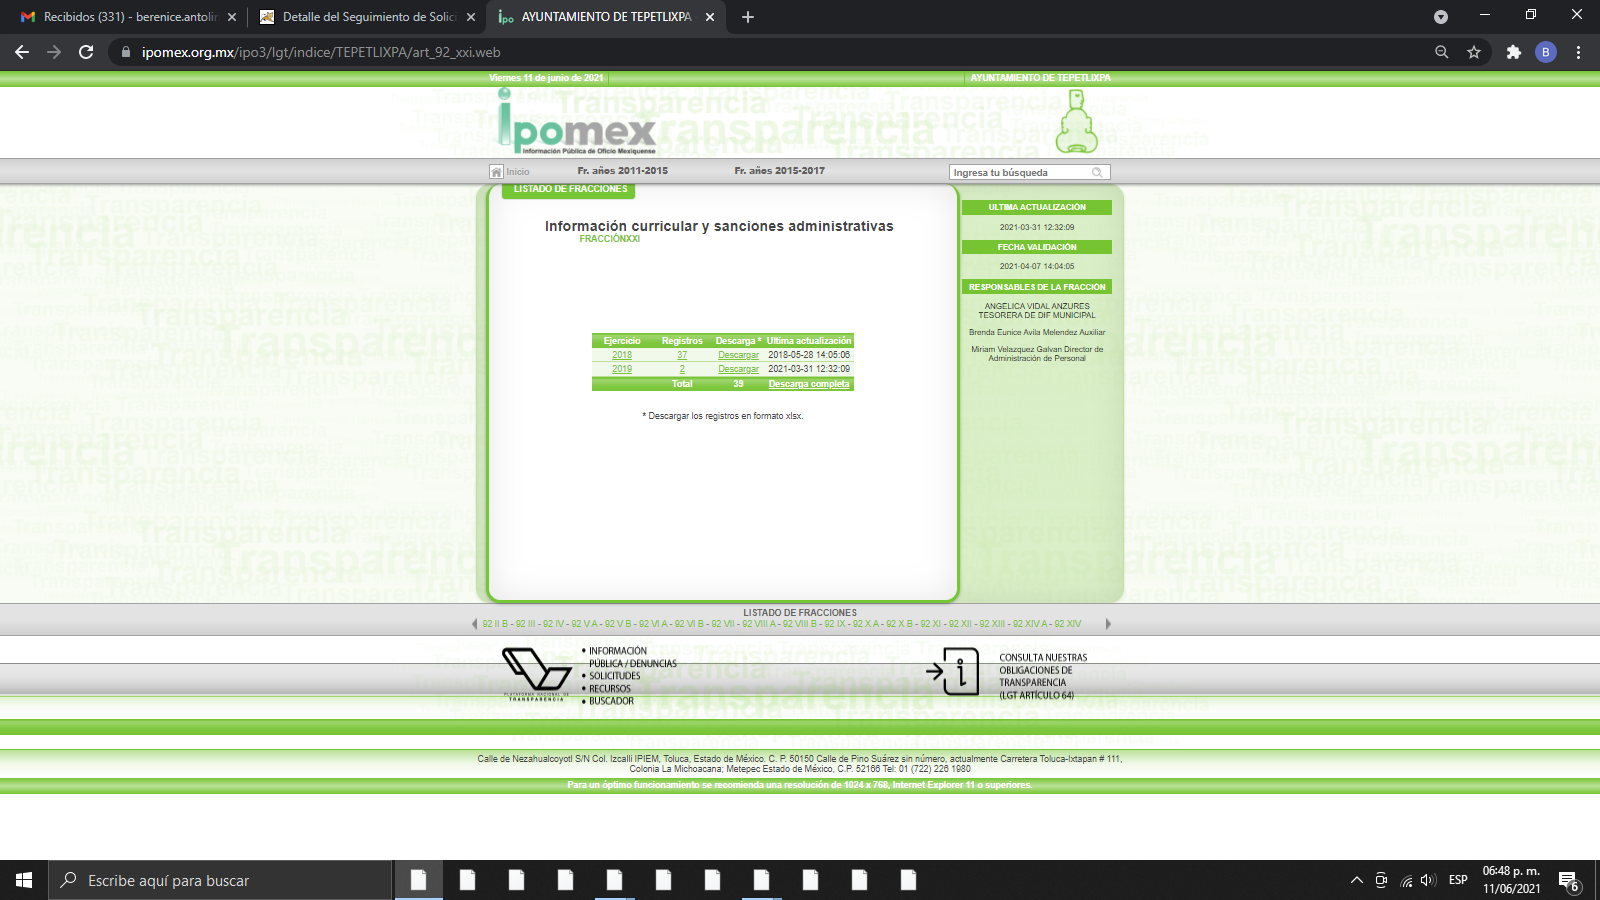 Recibidos (331) - berenice.antolin
Detalle del Seguimiento de Solici
ipo AYUNTAMIENTO DE TEPETLIXPA
ipomex.org.mx/ipo3/lgt/indice/TEPETLIXPA/art_92_xxi.web
B
Viernes 11 de junio de 2021
AYUNTAMIENTO DE TEPETLIXPA
ipomex
Información Pública de Oficio Mexiquense
Transparencia
Inicio
Fr. años 2011-2015
Fr. años 2015-2017
Ingresa tu búsqueda
LISTADO DE FRACCIONES
Información curricular y sanciones administrativas
FRACCIÓNXXI
Ejercicio Registros Descarga * Ultima actualización
2018 37 Descargar 2018-05-28 14:05:06
2019 2 Descargar 2021-03-31 12:32:09
Total 39 Descarga completa
* Descargar los registros en formato xlsx.
ULTIMA ACTUALIZACIÓN
2021-03-31 12:32:09
FECHA VALIDACIÓN
2021-04-07 14:04:05
RESPONSABLES DE LA FRACCIÓN
ANGELICA VIDAL ANZURES
TESORERA DE DIF MUNICIPAL
Brenda Eunice Avila Melendez Auxiliar
Miriam Velazquez Galvan Director de
Administración de Personal
LISTADO DE FRACCIONES
92 II B - 92 III - 92 IV - 92 V A - 92 V B - 92 VI A - 92 VI B - 92 VII - 92 VIII A - 92 VIII B - 92 IX - 92 X A - 92 X B - 92 XI - 92 XII - 92 XIII - 92 XIV A - 92 XIV
PLATAFORMA NACIONAL DE
TRANSPARENCIA
• INFORMACIÓN
PÚBLICA / DENUNCIAS
• SOLICITUDES
• RECURSOS
• BUSCADOR
CONSULTA NUESTRAS
OBLIGACIONES DE
TRANSPARENCIA
(LGT ARTÍCULO 64)
Calle de Nezahualcoyotl S/N Col. Izcalli IPIEM, Toluca, Estado de México. C. P. 50150 Calle de Pino Suárez sin número, actualmente Carretera Toluca-Ixtapan # 111,
Colonia La Michoacana; Metepec Estado de México, C.P. 52166 Tel: 01 (722) 226 1980
Para un óptimo funcionamiento se recomienda una resolución de 1024 x 768, Internet Explorer 11 o superiores.
Escribe aquí para buscar
ESP
06:48 p. m.
11/06/2021
6